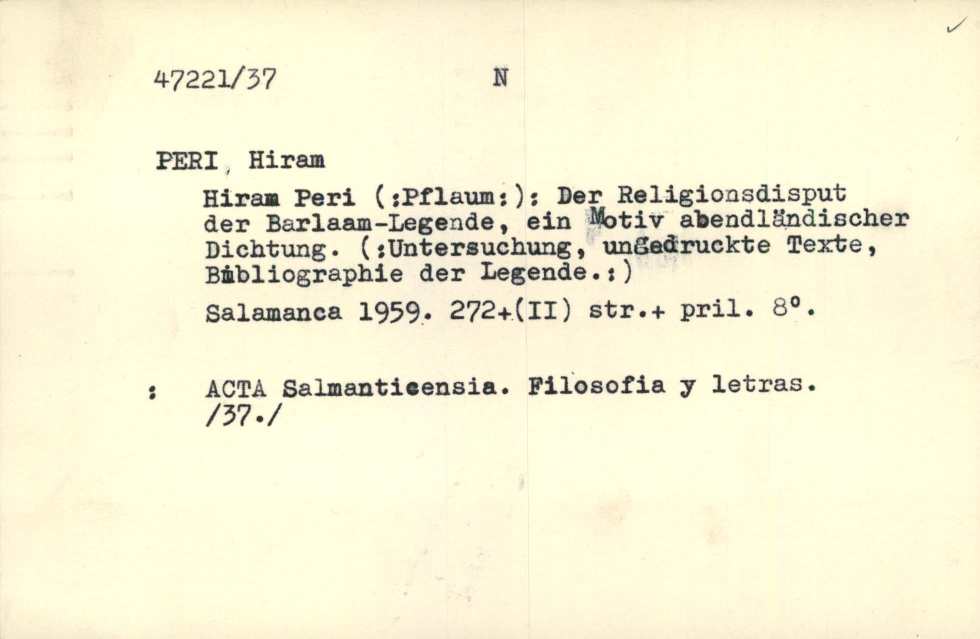 47221/37 N
PERI, Hiram
Hiram Peri (:Pflaum:): Der Religionsdisput
der Barlaam-Legende, ein Motiv abendländischer
Dichtung. (:Untersuchung, ungedruckte Texte,
Bibliographie der Legende.:)
Salamanca 1959. 272+(II) str.+ pril. 8°.
: ACTA Salmanticensia. Filosofia y letras.
/37./